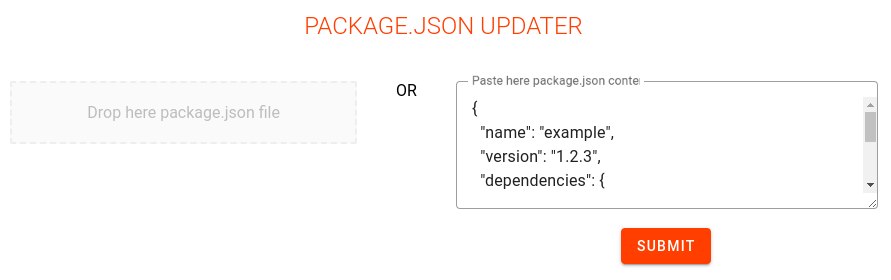 PACKAGE.JSON UPDATER
Drop here package.json file
OR
Paste here package.json conte
{
"name": "example",
"version": "1.2.3",
"dependencies": {
SUBMIT